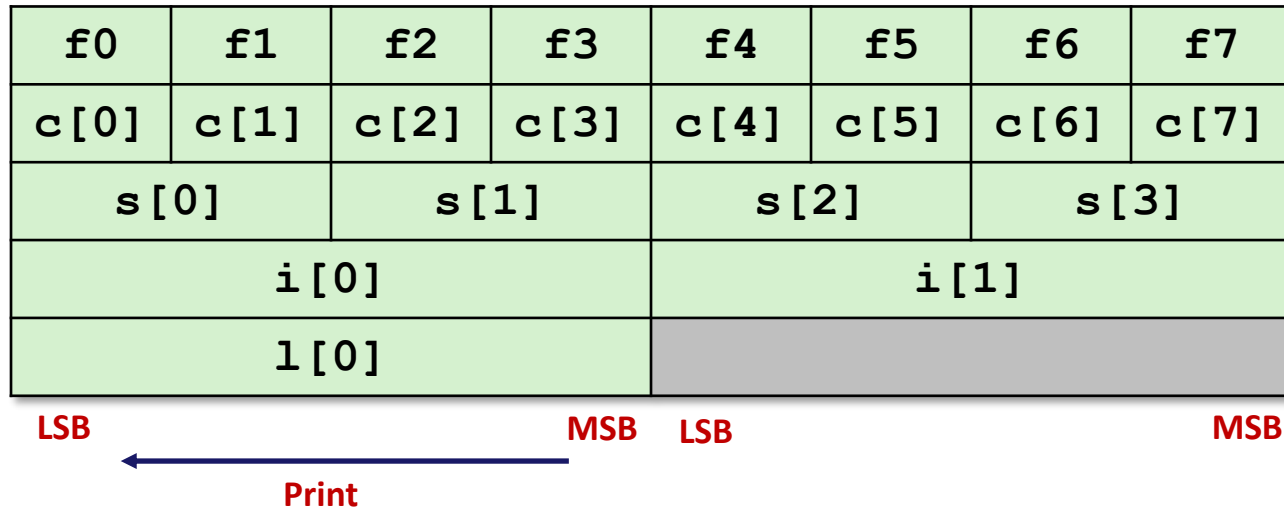 f0 f1 f2 f3 f4 f5 f6 f7
c[0] c[1] c[2] c[3] c[4] c[5] c[6] c[7]
s[0] s[1] s[2] s[3]
i[0] i[1]
l[0]
LSB MSB LSB MSB
Print